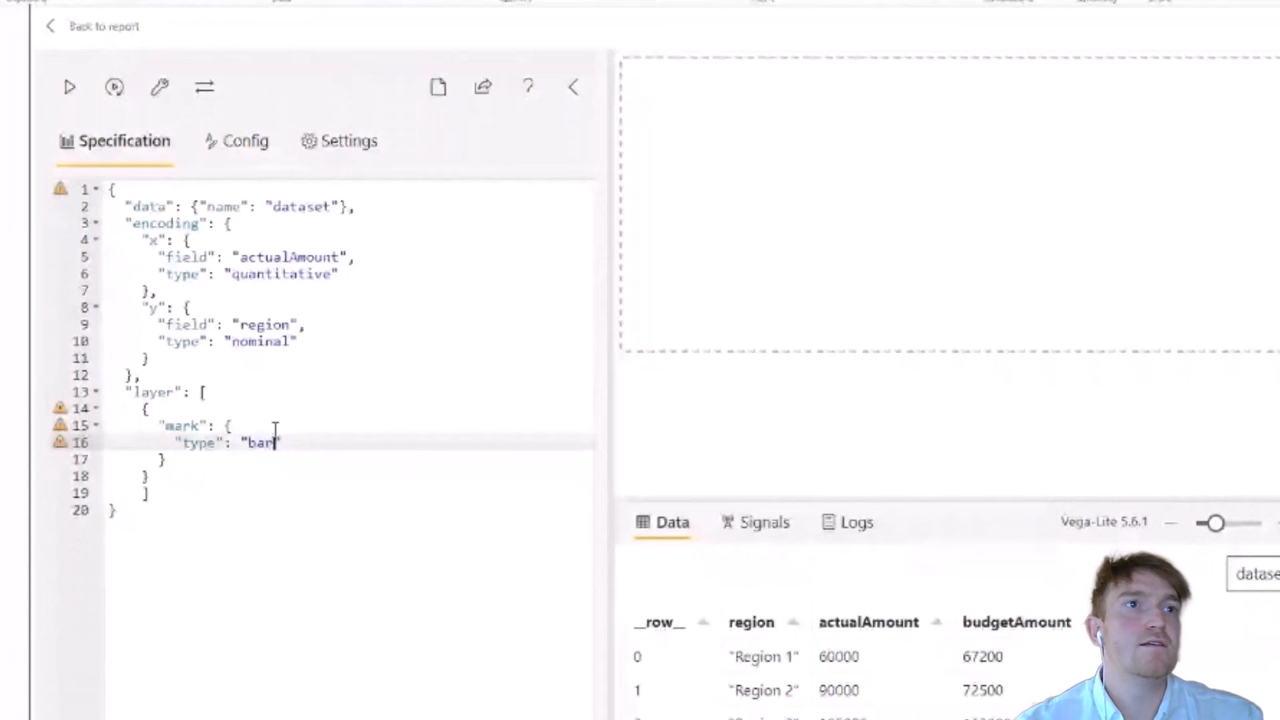 Back to report
Specification Config Settings
1 {
2 "data": {"name": "dataset"},
3 "encoding": {
4 "x": {
5 "field": "actualAmount",
6 "type": "quantitative"
7 },
8 "y": {
9 "field": "region",
10 "type": "nominal"
11 }
12 },
13 "layer": [
14 {
15 "mark": {
16 "type": "bar"
17 }
18 }
19 ]
20 }
Data Signals Logs Vega-Lite 5.6.1
datase
__row__ region actualAmount budgetAmount
0 "Region 1" 60000 67200
1 "Region 2" 90000 72500